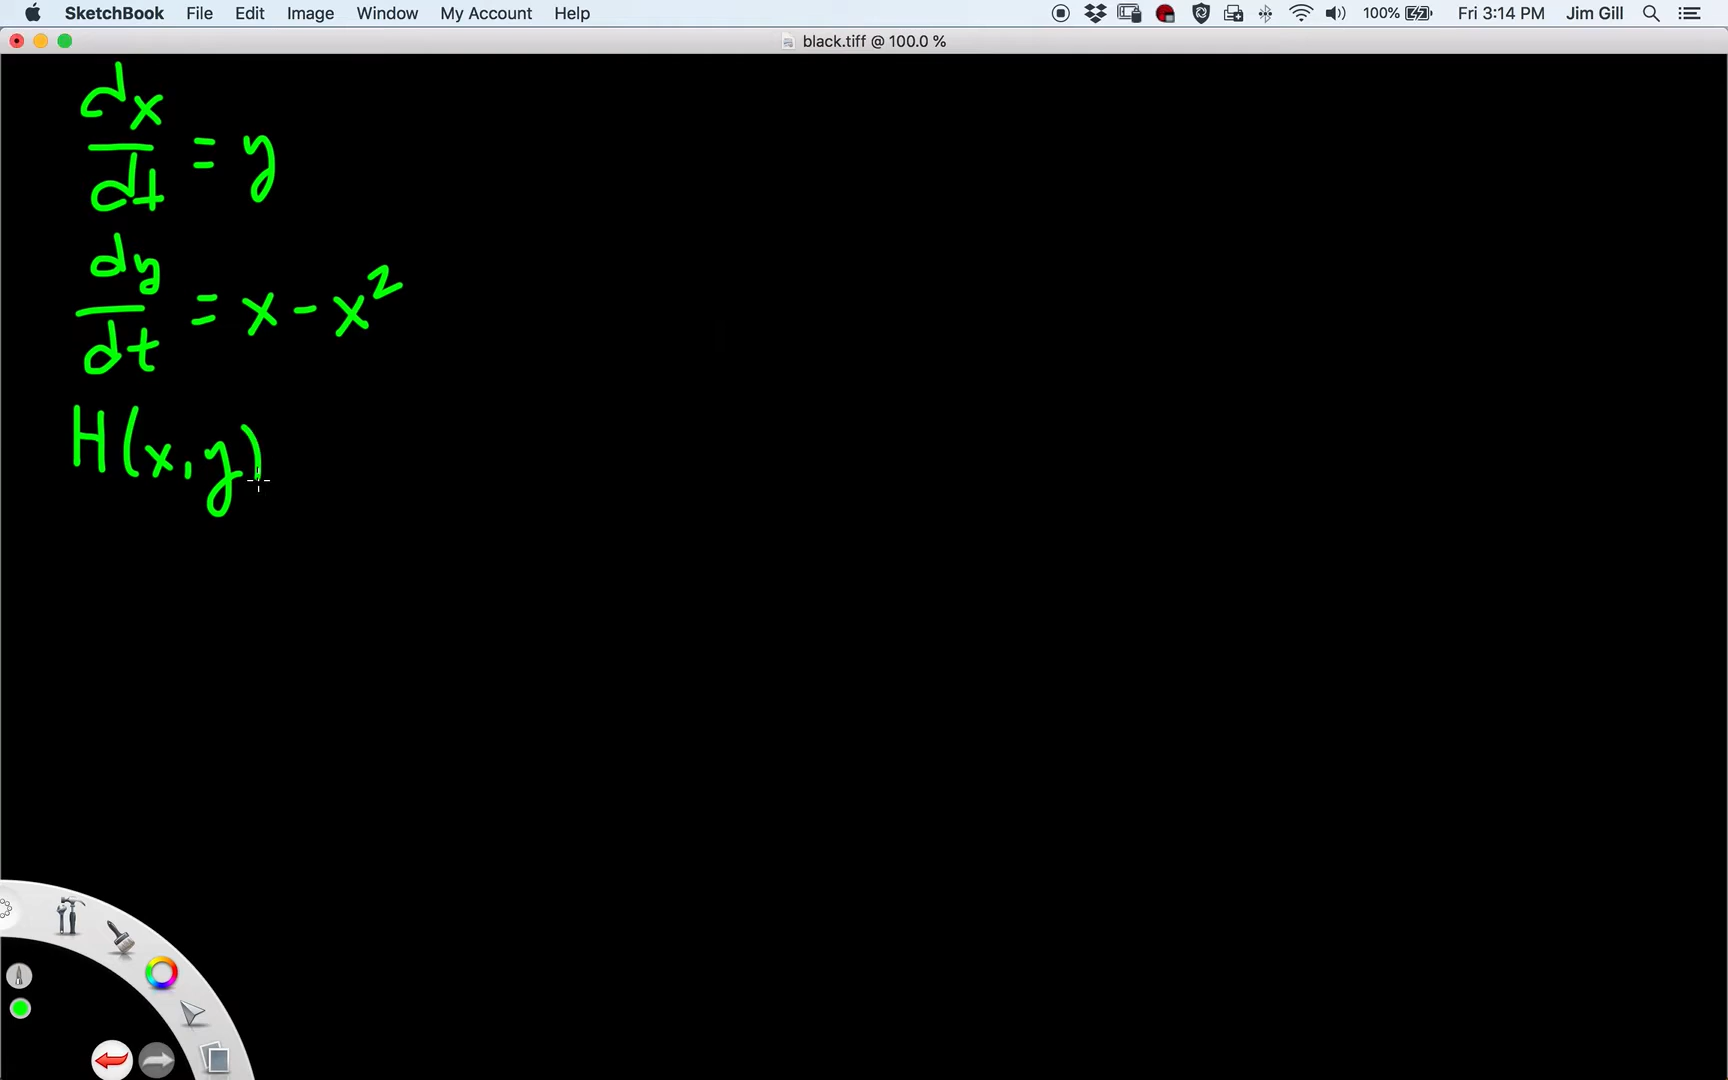 SketchBook File Edit Image Window My Account Help 100% Fri 3:14 PM Jim Gill
black.tiff @ 100.0 %
dx/dt = y
dy/dt = x - x²
H(x,y)